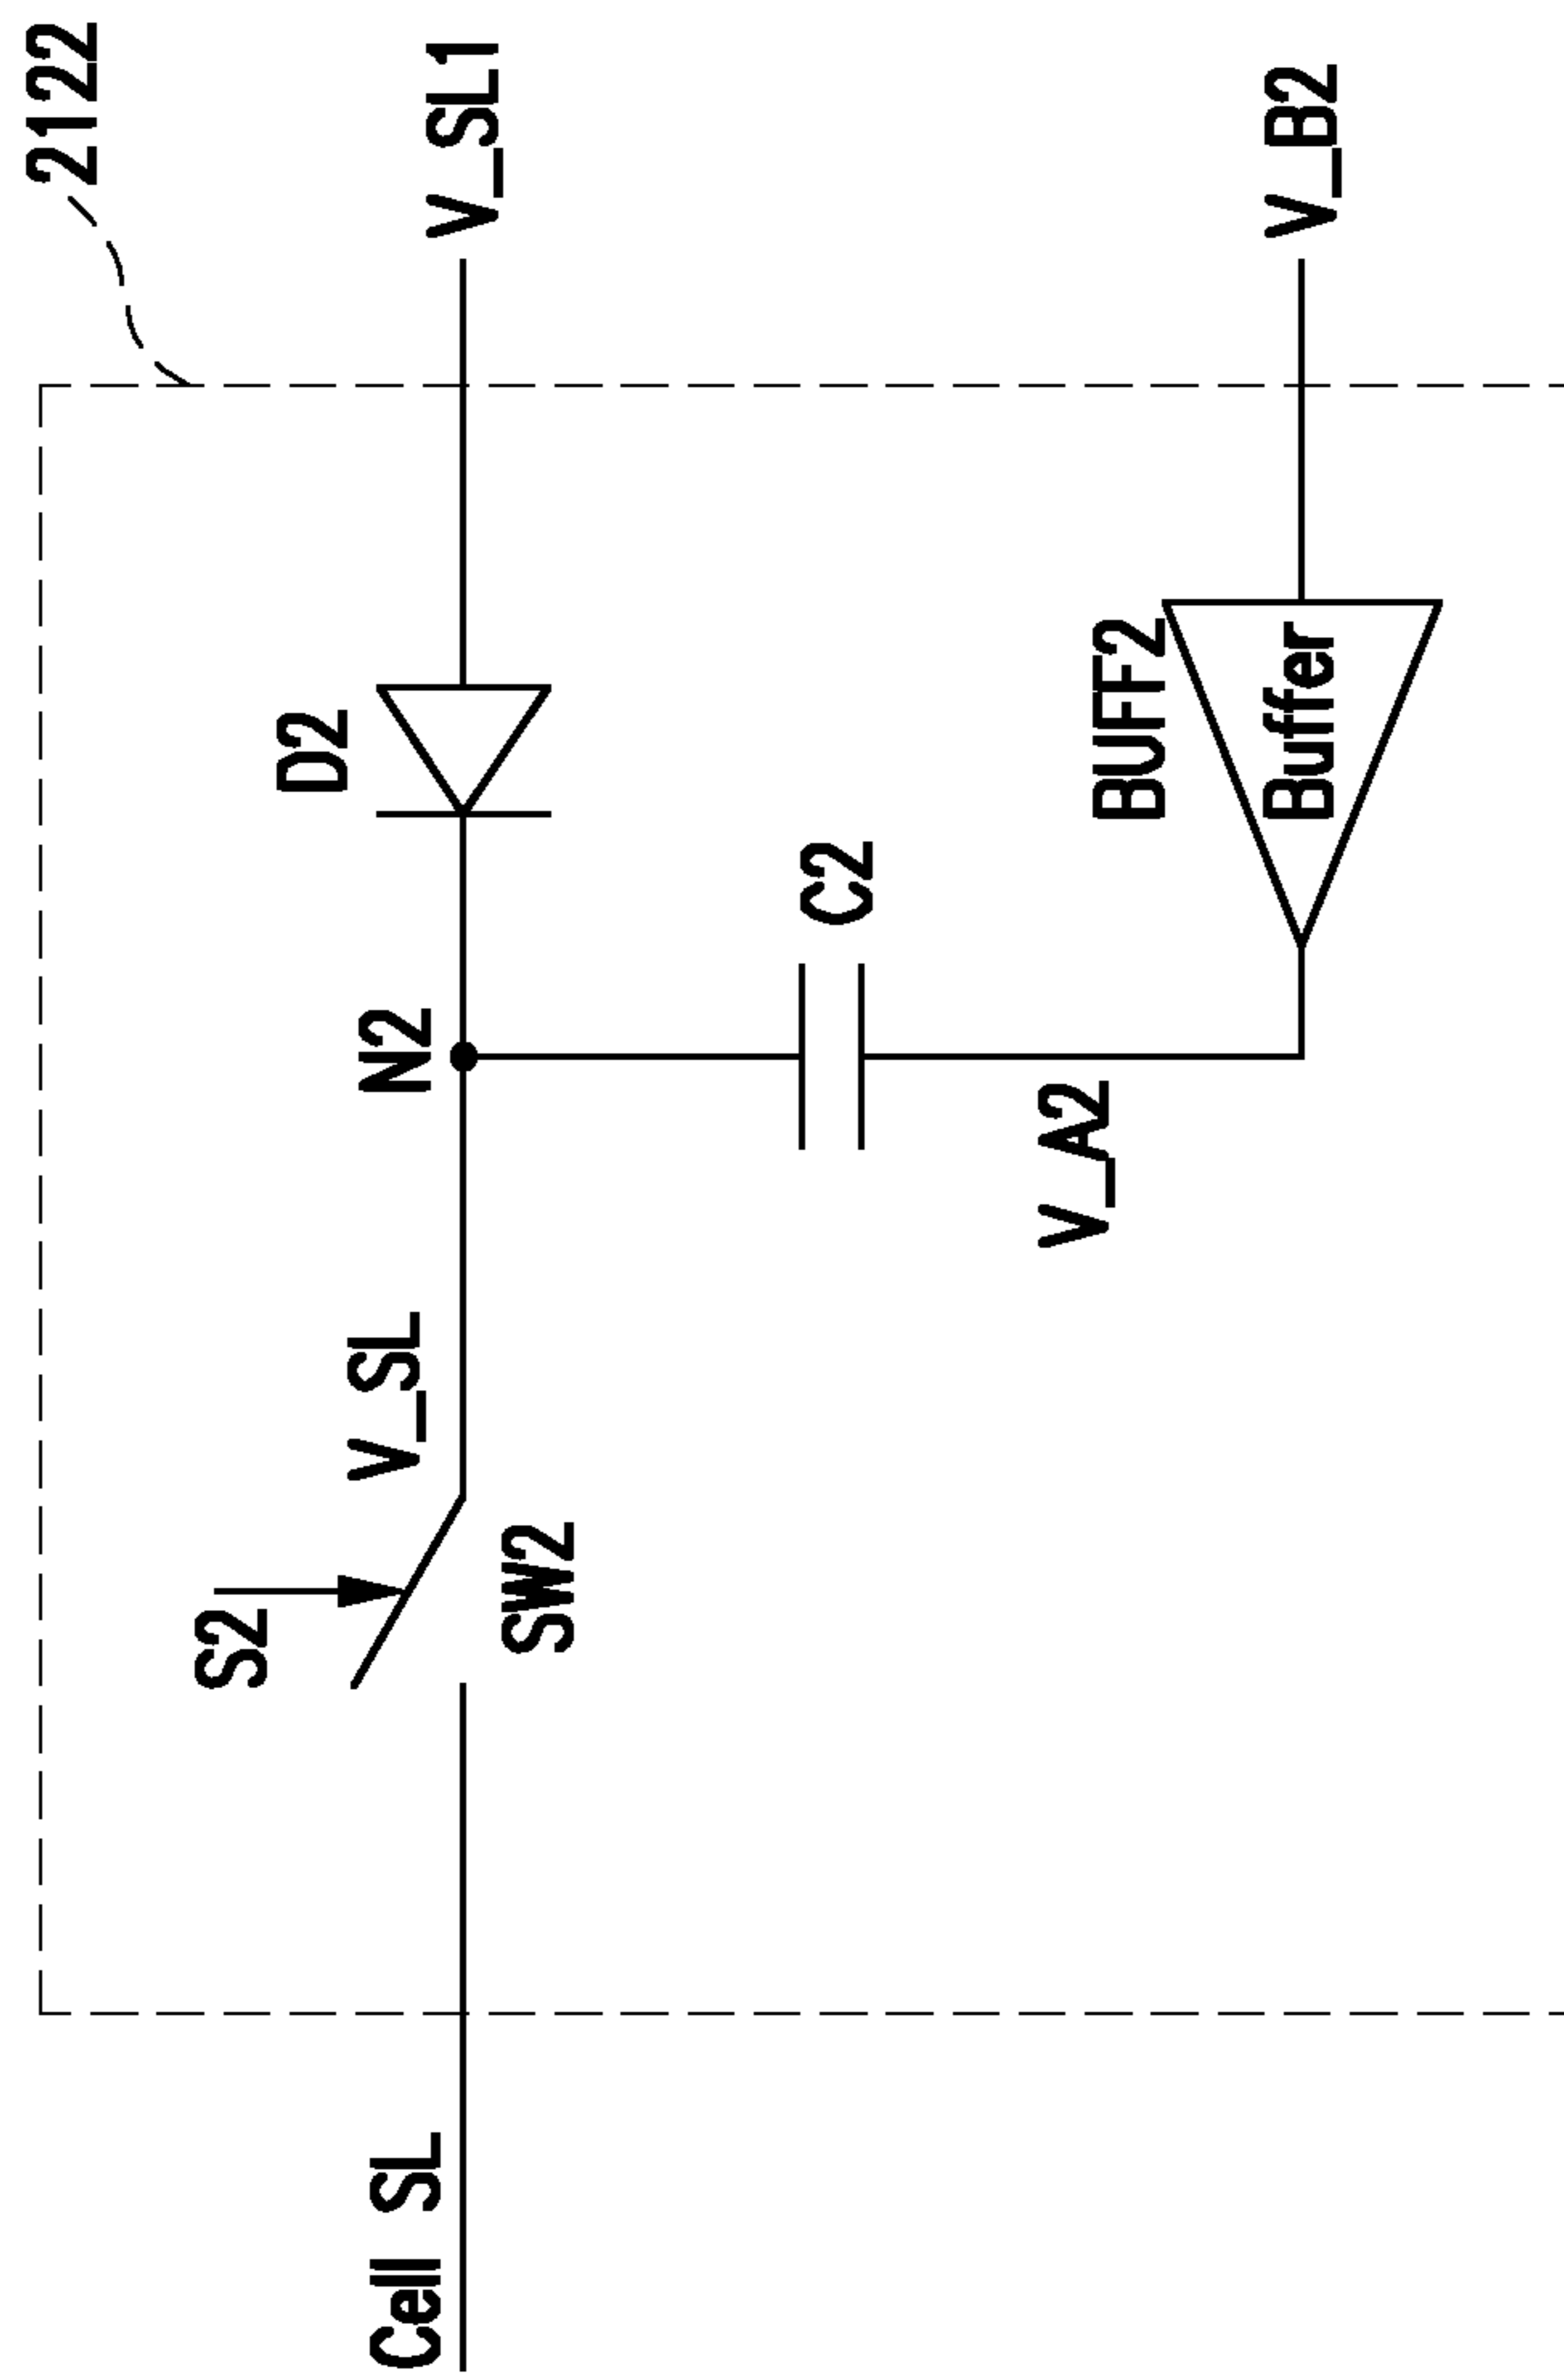 2122
Cell SL
S2
SW2
V_SL
N2
D2
V_SL1
C2
V_A2
BUFF2
Buffer
V_B2